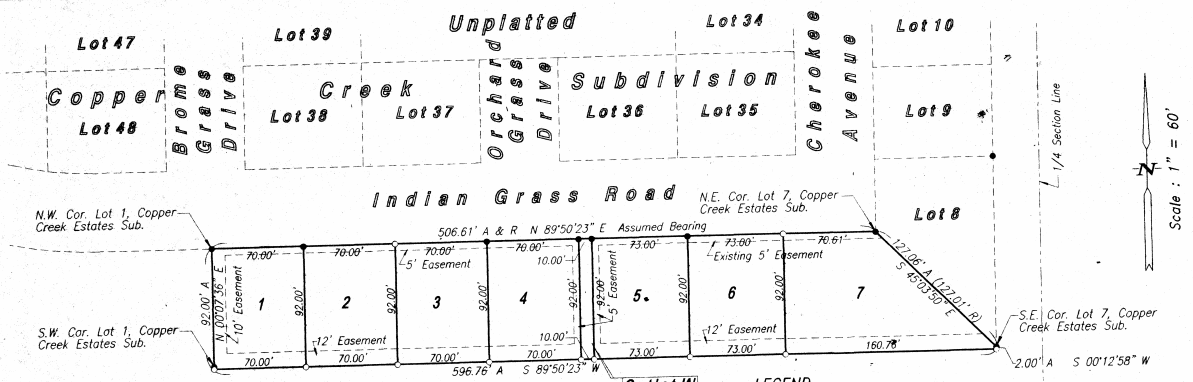 Unplatted
Lot 47
Lot 39
Lot 34
Lot 10
Brome
Grass
Drive
Orchard
Grass
Drive
Cherokee
Avenue
Copper
Creek
Subdivision
Lot 48
Lot 38
Lot 37
Lot 36
Lot 35
Lot 9
1/4 Section Line
N
Scale : 1" = 60'
Indian Grass Road
Lot 8
N.W. Cor. Lot 1, Copper
Creek Estates Sub.
N.E. Cor. Lot 7, Copper
Creek Estates Sub.
506.61' A & R N 89°50'23" E Assumed Bearing
70.00'
70.00'
70.00'
70.00'
10.00'
73.00'
73.00'
70.61'
5' Easement
Existing 5' Easement
127.06' A (127.01' R)
S 45°03'50" E
92.00' A
N 00°07'36" E
10' Easement
1
92.00'
2
92.00'
3
92.00'
4
92.00'
92.00'
5' Easement
5
92.00'
6
92.00'
7
S.W. Cor. Lot 1, Copper
Creek Estates Sub.
S.E. Cor. Lot 7, Copper
Creek Estates Sub.
12' Easement
10.00'
12' Easement
70.00'
70.00'
70.00'
70.00'
73.00'
73.00'
160.76'
596.76' A S 89°50'23" W
2.00' A S 00°12'58" W
LEGEND